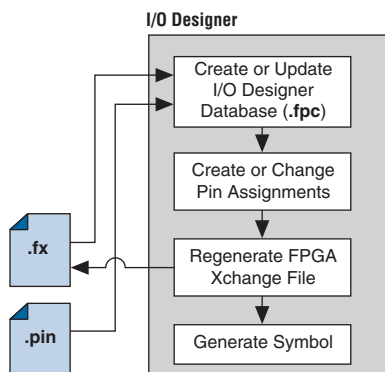 I/O Designer
Create or Update
I/O Designer
Database (.fpc)
Create or Change
Pin Assignments
.fx
Regenerate FPGA
Xchange File
.pin
Generate Symbol